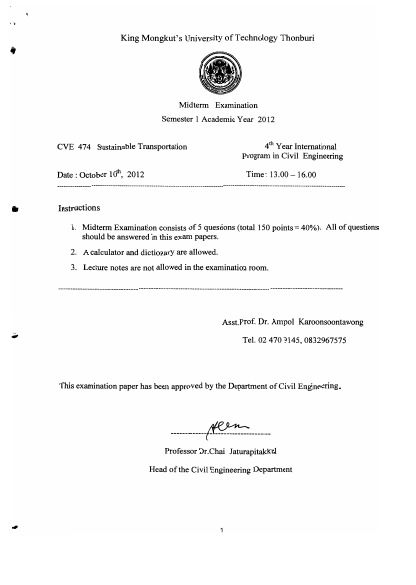 King Mongkut's University of Technology Thonburi
Midterm Examination
Semester 1 Academic Year 2012
CVE 474 Sustainable Transportation
4th Year International
Program in Civil Engineering
Date : October 10th, 2012
Time: 13.00 – 16.00
Instructions
1. Midterm Examination consists of 5 quesions (total 150 points = 40%). All of questions
should be answered in this exam papers.
2. A calculator and dictionary are allowed.
3. Lecture notes are not allowed in the examination room.
Asst.Prof. Dr. Ampol Karoonsoontawong
Tel. 02 470 9145, 0832967575
This examination paper has been approved by the Department of Civil Engineering.
Professor Dr.Chai Jaturapitakkul
Head of the Civil Engineering Department
1